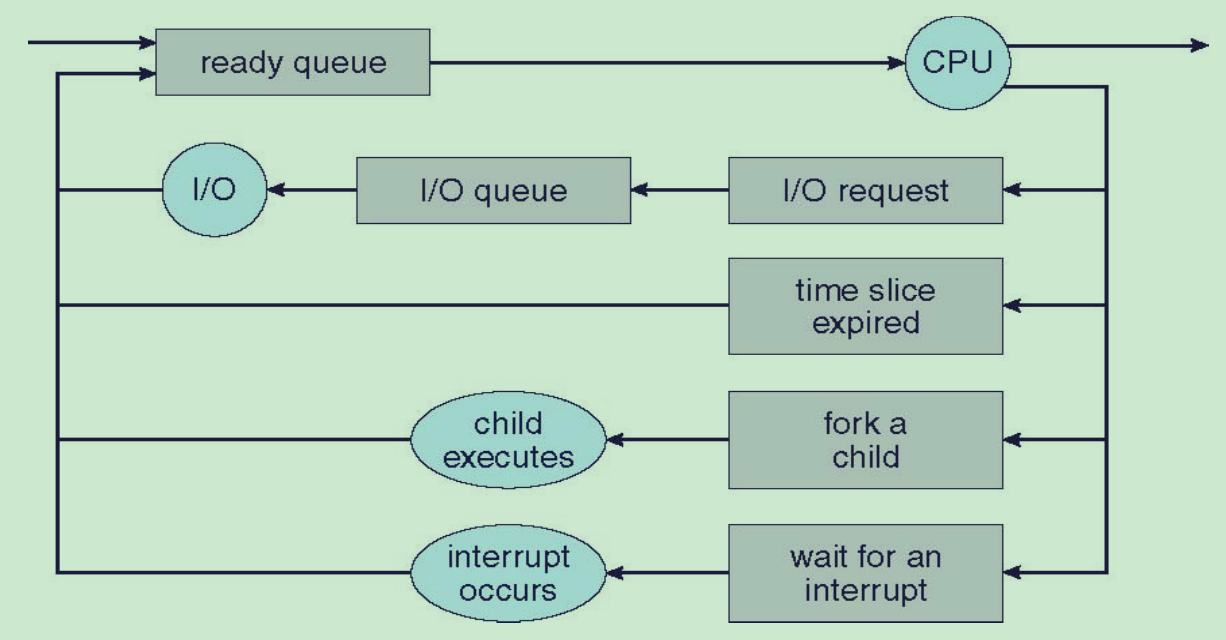 ready queue
CPU
I/O
I/O queue
I/O request
time slice
expired
child
executes
fork a
child
interrupt
occurs
wait for an
interrupt